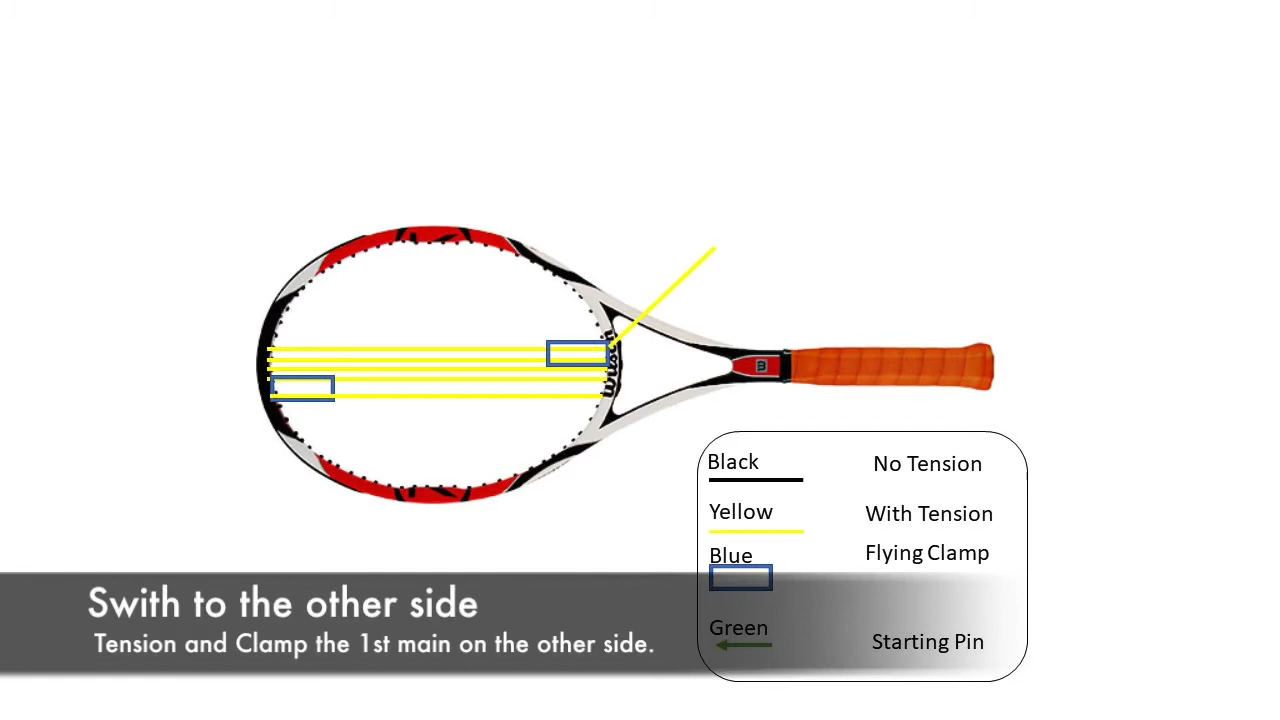 Wilson
W
Black No Tension
Yellow With Tension
Blue Flying Clamp
Green Starting Pin
Swith to the other side
Tension and Clamp the 1st main on the other side.